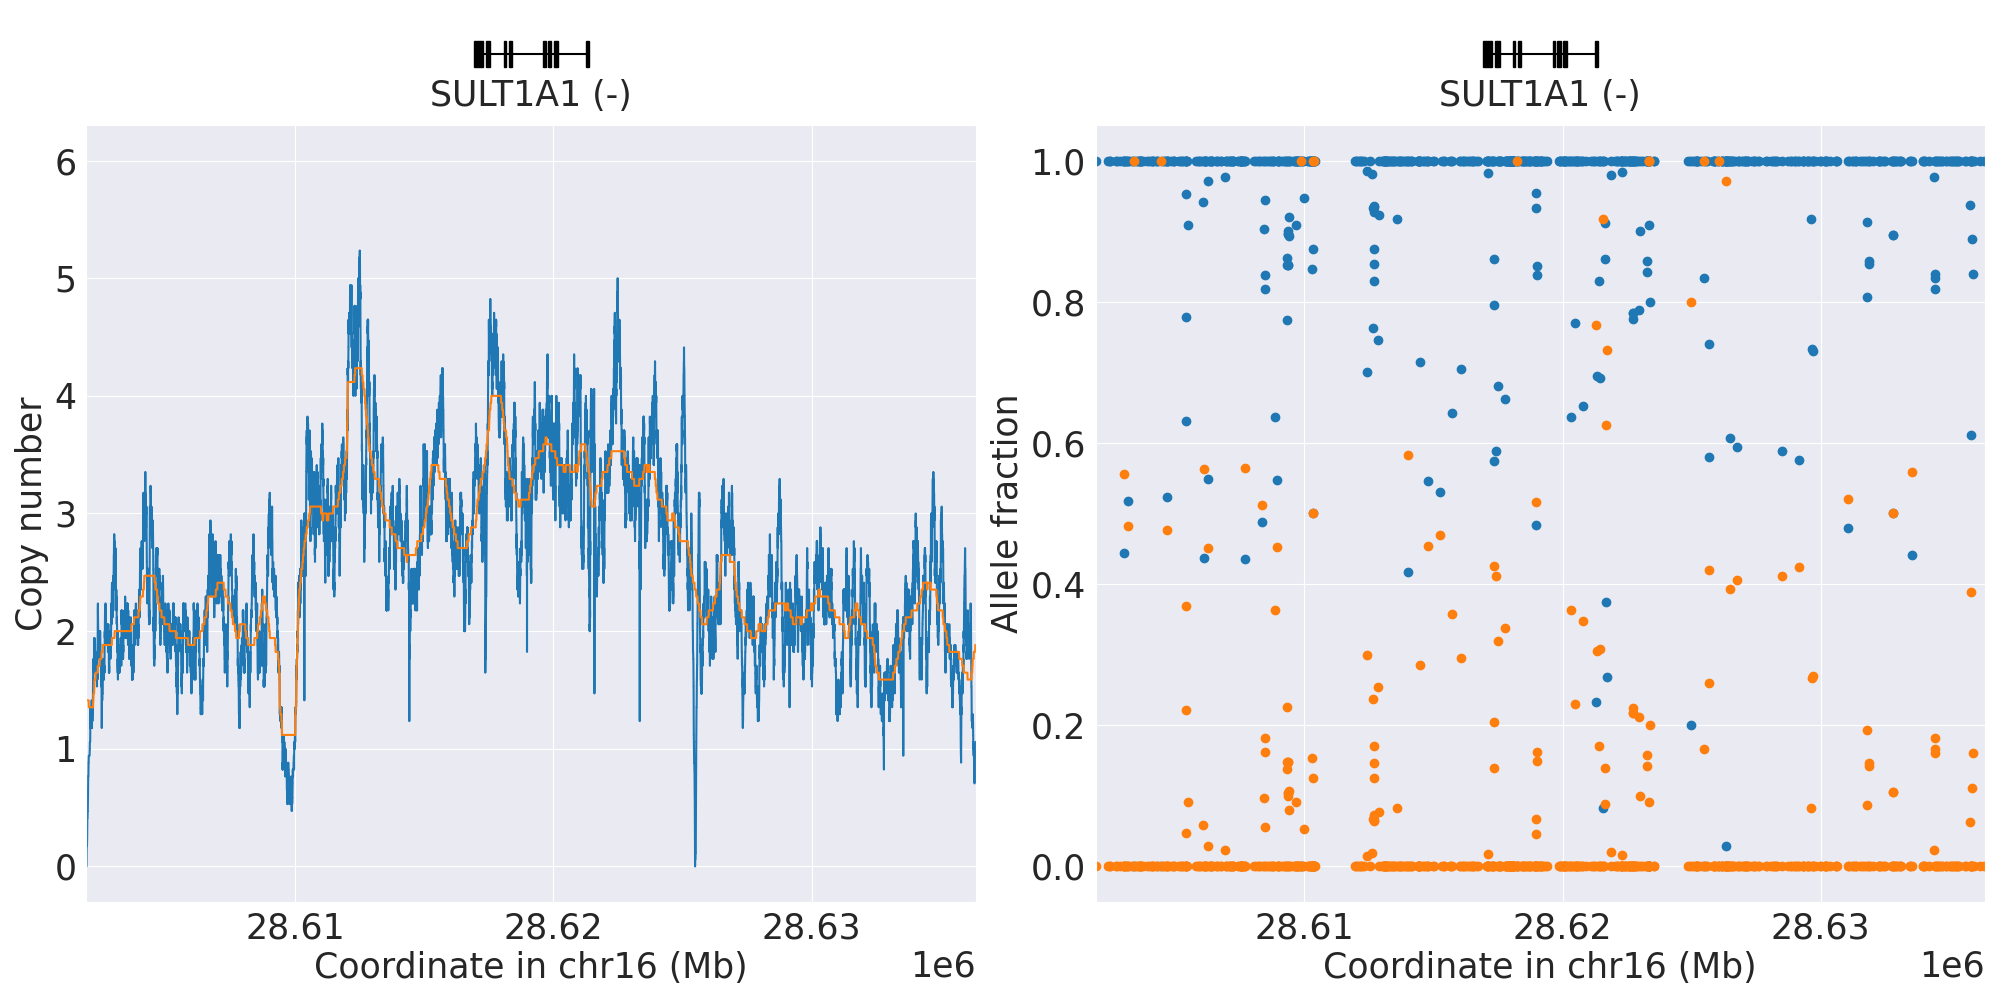 SULT1A1 (-)
Copy number
6
5
4
3
2
1
0
28.61 28.62 28.63
Coordinate in chr16 (Mb) 1e6
SULT1A1 (-)
Allele fraction
1.0
0.8
0.6
0.4
0.2
0.0
28.61 28.62 28.63
Coordinate in chr16 (Mb) 1e6